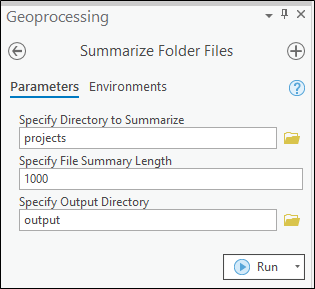 Geoprocessing
Summarize Folder Files
Parameters Environments
Specify Directory to Summarize
projects
Specify File Summary Length
1000
Specify Output Directory
output
Run